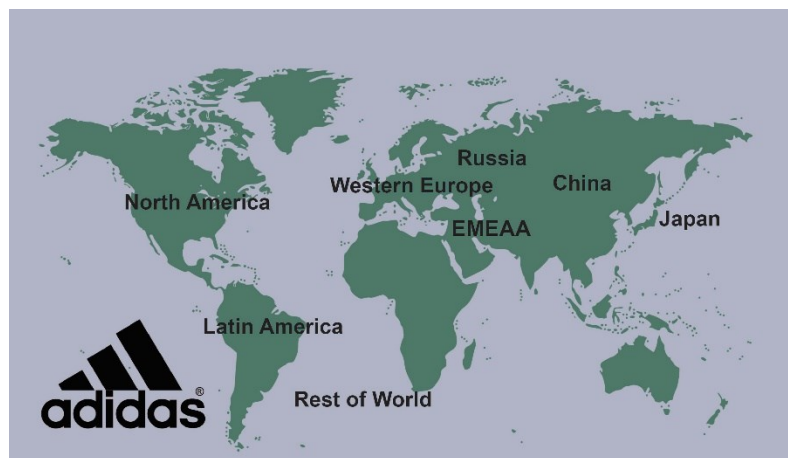 Russia
Western Europe
China
North America
Japan
EMEAA
Latin America
Rest of World
adidas®